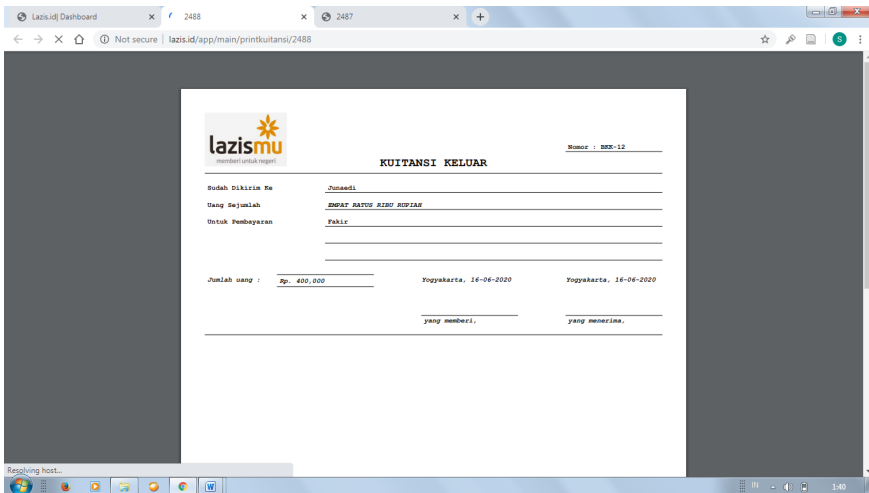 Lazis.id| Dashboard
2488
2487
Not secure | lazis.id/app/main/printkuitansi/2488
S
lazismu
memberi untuk negeri
Nomor : BKK-12
KUITANSI KELUAR
Sudah Dikirim Ke Junaedi
Uang Sejumlah EMPAT RATUS RIBU RUPIAH
Untuk Pembayaran Fakir
Jumlah uang : Rp. 400,000 Yogyakarta, 16-06-2020 Yogyakarta, 16-06-2020
yang memberi, yang menerima,
Resolving host...
IN 1:40